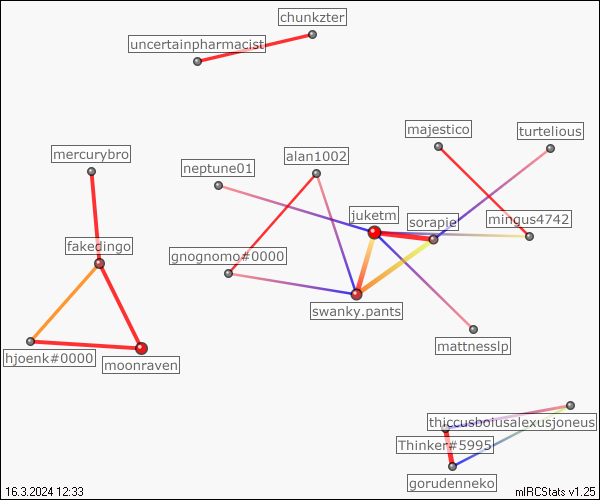 chunkzter
uncertainpharmacist
majestico
turtelious
mercurybro
alan1002
neptune01
juketm
sorapie
mingus4742
fakedingo
gnognomo#0000
swanky.pants
hjoenk#0000
moonraven
mattnesslp
thiccusboiusalexusjoneus
Thinker#5995
gorudenneko
16.3.2024 12:33
mIRCStats v1.25